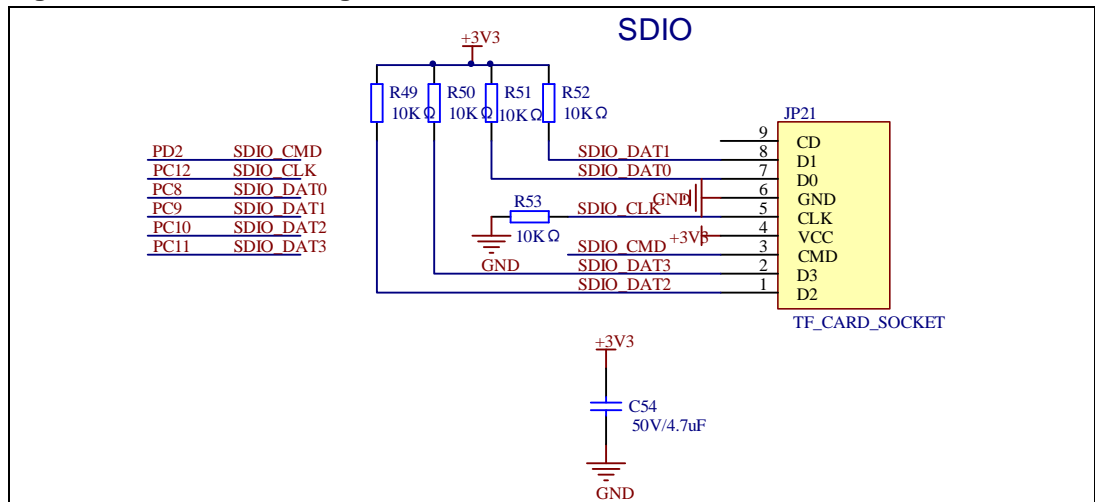 SDIO
+3V3
R49
10KΩ
R50
10KΩ
R51
10KΩ
R52
10KΩ
JP21
9 CD
SDIO_DAT1 8 D1
SDIO_DAT0 7 D0
GND 6 GND
R53
10KΩ
GND
SDIO_CLK 5 CLK
+3V3 4 VCC
SDIO_CMD 3 CMD
SDIO_DAT3 2 D3
SDIO_DAT2 1 D2
TF_CARD_SOCKET
PD2 SDIO_CMD
PC12 SDIO_CLK
PC8 SDIO_DAT0
PC9 SDIO_DAT1
PC10 SDIO_DAT2
PC11 SDIO_DAT3
+3V3
C54
50V/4.7uF
GND